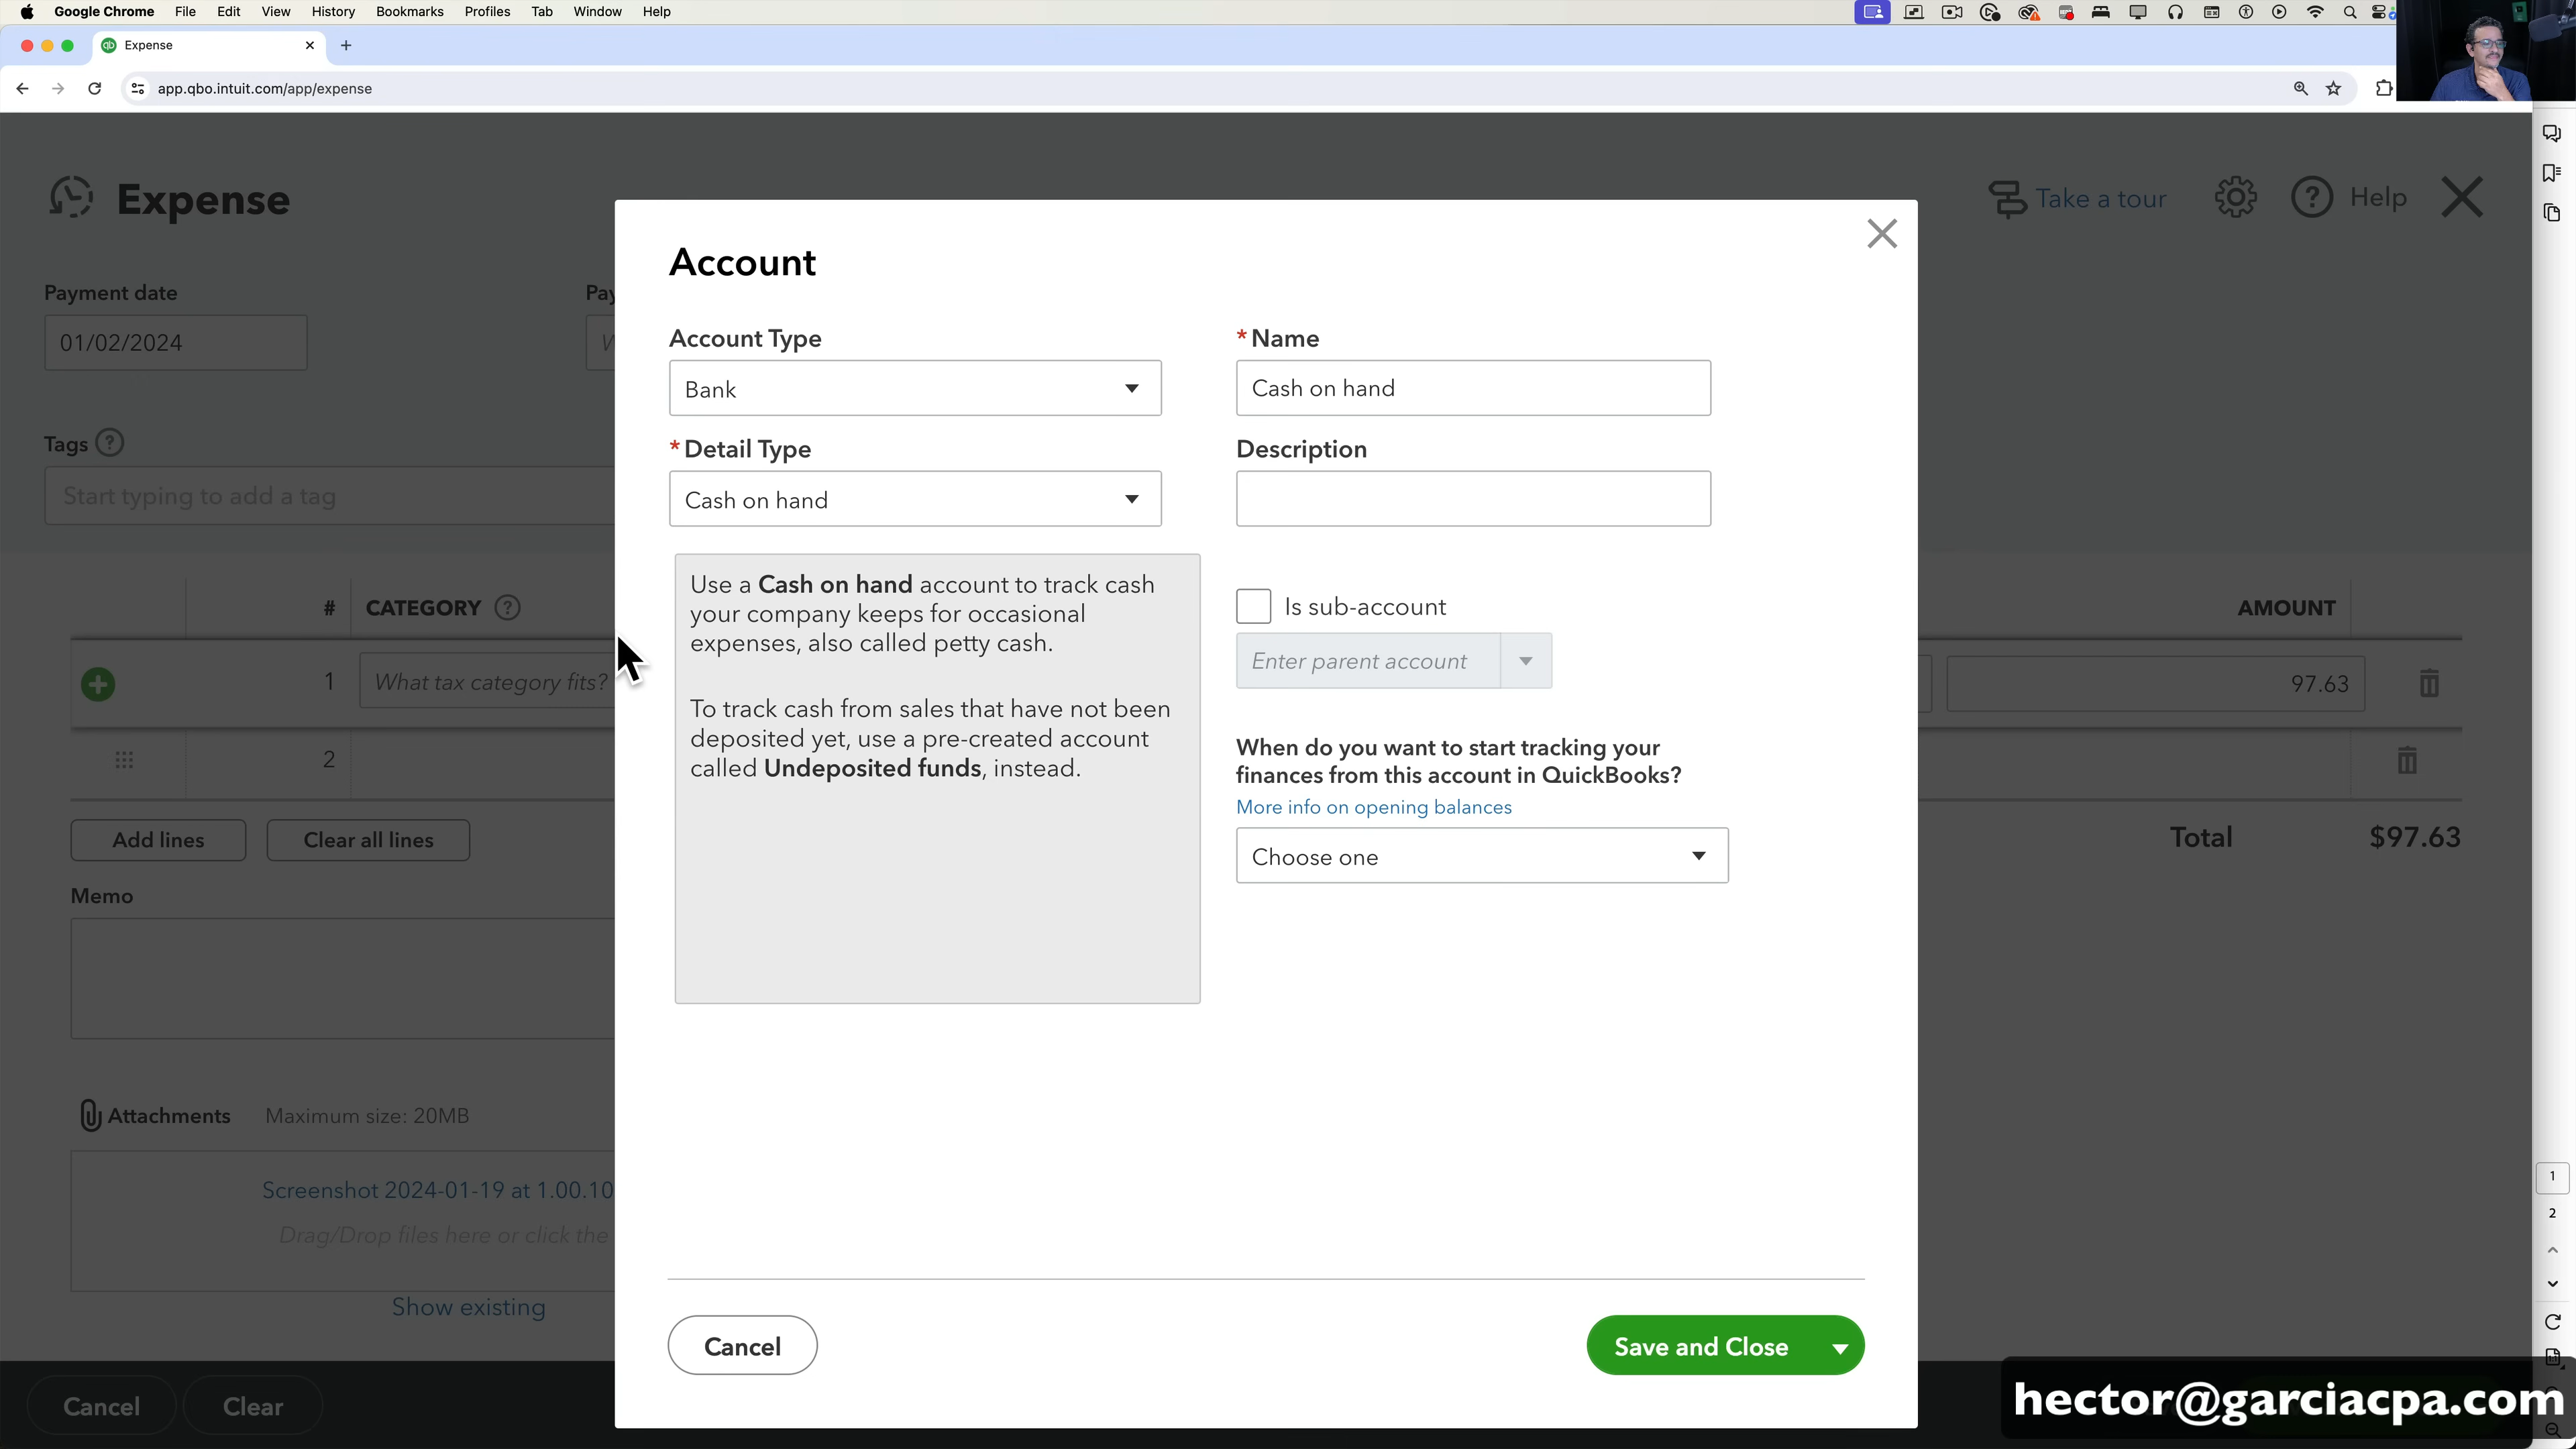 Google Chrome File Edit View History Bookmarks Profiles Tab Window Help
Expense
app.qbo.intuit.com/app/expense
Expense
Take a tour
Help
Payment date
Pay
01/02/2024
W
Tags
Start typing to add a tag
# CATEGORY AMOUNT
1 What tax category fits? 97.63
2
Add lines Clear all lines Total $97.63
Memo
Attachments Maximum size: 20MB
Screenshot 2024-01-19 at 1.00.10
Drag/Drop files here or click the
Show existing
Cancel Clear
Account
Account Type
Bank
* Name
Cash on hand
* Detail Type
Cash on hand
Description
Use a Cash on hand account to track cash
your company keeps for occasional
expenses, also called petty cash.
To track cash from sales that have not been
deposited yet, use a pre-created account
called Undeposited funds, instead.
Is sub-account
Enter parent account
When do you want to start tracking your
finances from this account in QuickBooks?
More info on opening balances
Choose one
Cancel
Save and Close
1
2
hector@garciacpa.com